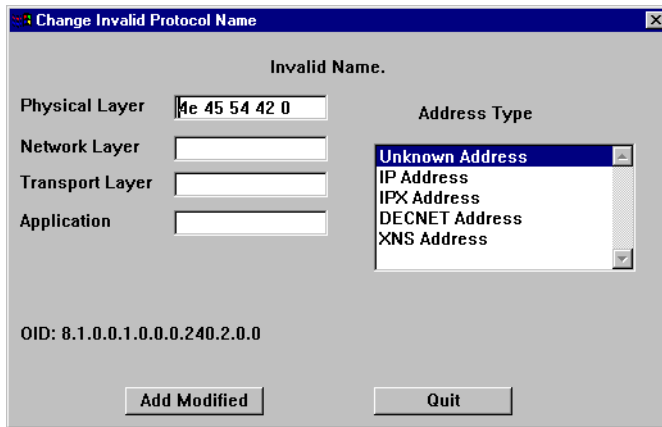 Change Invalid Protocol Name
Invalid Name.
Physical Layer
4e 45 54 42 0
Network Layer
Transport Layer
Application
Address Type
Unknown Address
IP Address
IPX Address
DECNET Address
XNS Address
OID: 8.1.0.0.1.0.0.0.240.2.0.0
Add Modified
Quit